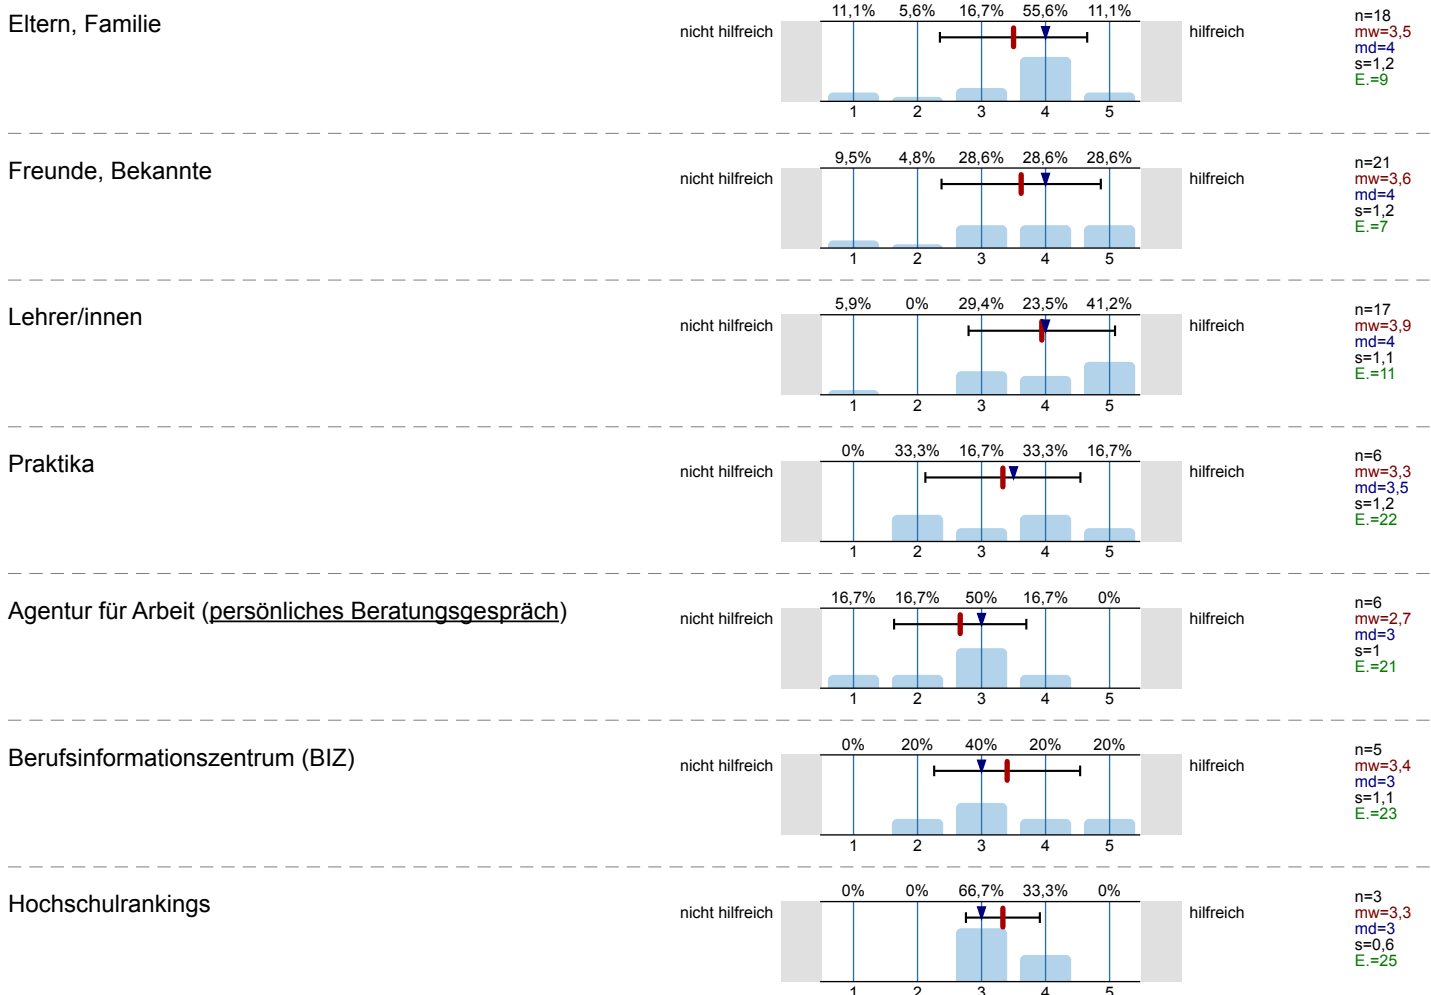 Eltern, Familie
nicht hilfreich
hilfreich
11,1% 5,6% 16,7% 55,6% 11,1%
1 2 3 4 5
n=18
mw=3,5
md=4
s=1,2
E.=9
Freunde, Bekannte
nicht hilfreich
hilfreich
9,5% 4,8% 28,6% 28,6% 28,6%
1 2 3 4 5
n=21
mw=3,6
md=4
s=1,2
E.=7
Lehrer/innen
nicht hilfreich
hilfreich
5,9% 0% 29,4% 23,5% 41,2%
1 2 3 4 5
n=17
mw=3,9
md=4
s=1,1
E.=11
Praktika
nicht hilfreich
hilfreich
0% 33,3% 16,7% 33,3% 16,7%
1 2 3 4 5
n=6
mw=3,3
md=3,5
s=1,2
E.=22
Agentur für Arbeit (persönliches Beratungsgespräch)
nicht hilfreich
hilfreich
16,7% 16,7% 50% 16,7% 0%
1 2 3 4 5
n=6
mw=2,7
md=3
s=1
E.=21
Berufsinformationszentrum (BIZ)
nicht hilfreich
hilfreich
0% 20% 40% 20% 20%
1 2 3 4 5
n=5
mw=3,4
md=3
s=1,1
E.=23
Hochschulrankings
nicht hilfreich
hilfreich
0% 0% 66,7% 33,3% 0%
1 2 3 4 5
n=3
mw=3,3
md=3
s=0,6
E.=25